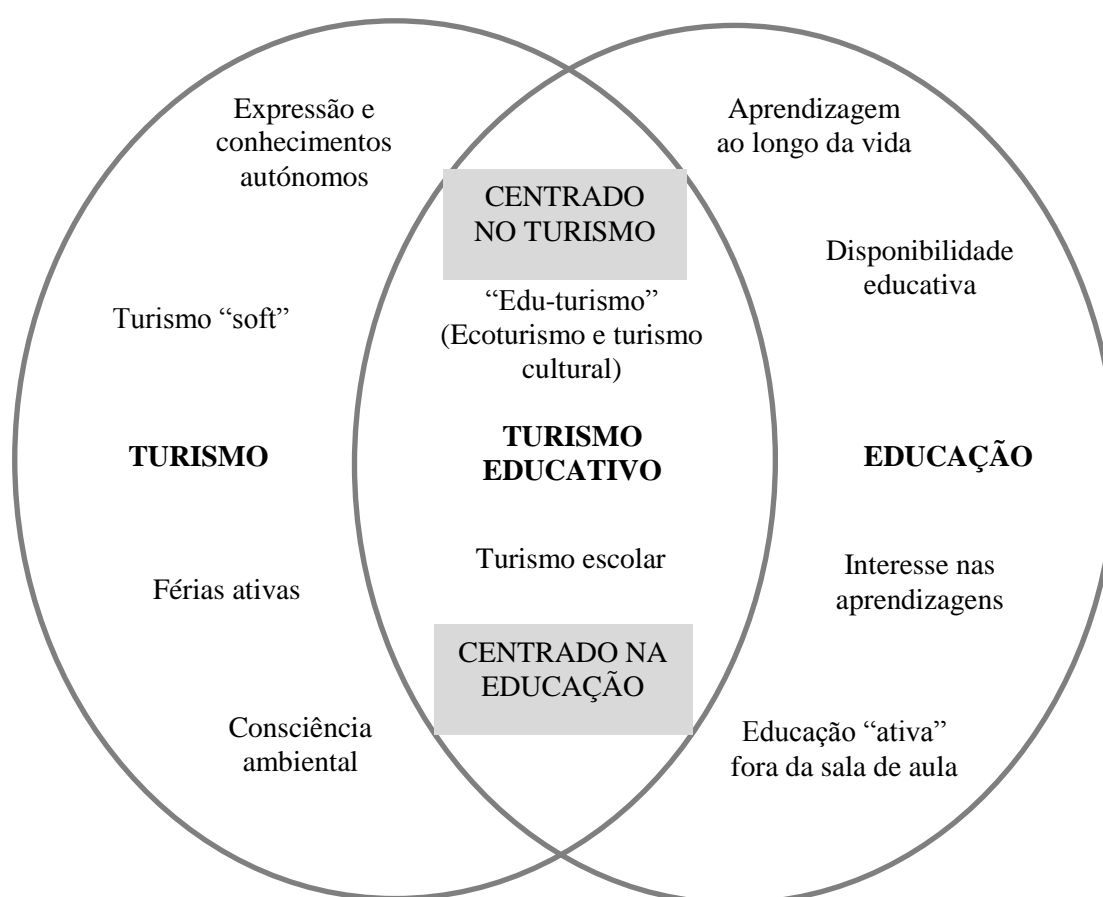 Expressão e
conhecimentos
autónomos
Turismo “soft”
TURISMO
Férias ativas
Consciência
ambiental
CENTRADO
NO TURISMO
“Edu-turismo”
(Ecoturismo e turismo
cultural)
TURISMO
EDUCATIVO
Turismo escolar
CENTRADO NA
EDUCAÇÃO
Aprendizagem
ao longo da vida
Disponibilidade
educativa
EDUCAÇÃO
Interesse nas
aprendizagens
Educação “ativa”
fora da sala de aula